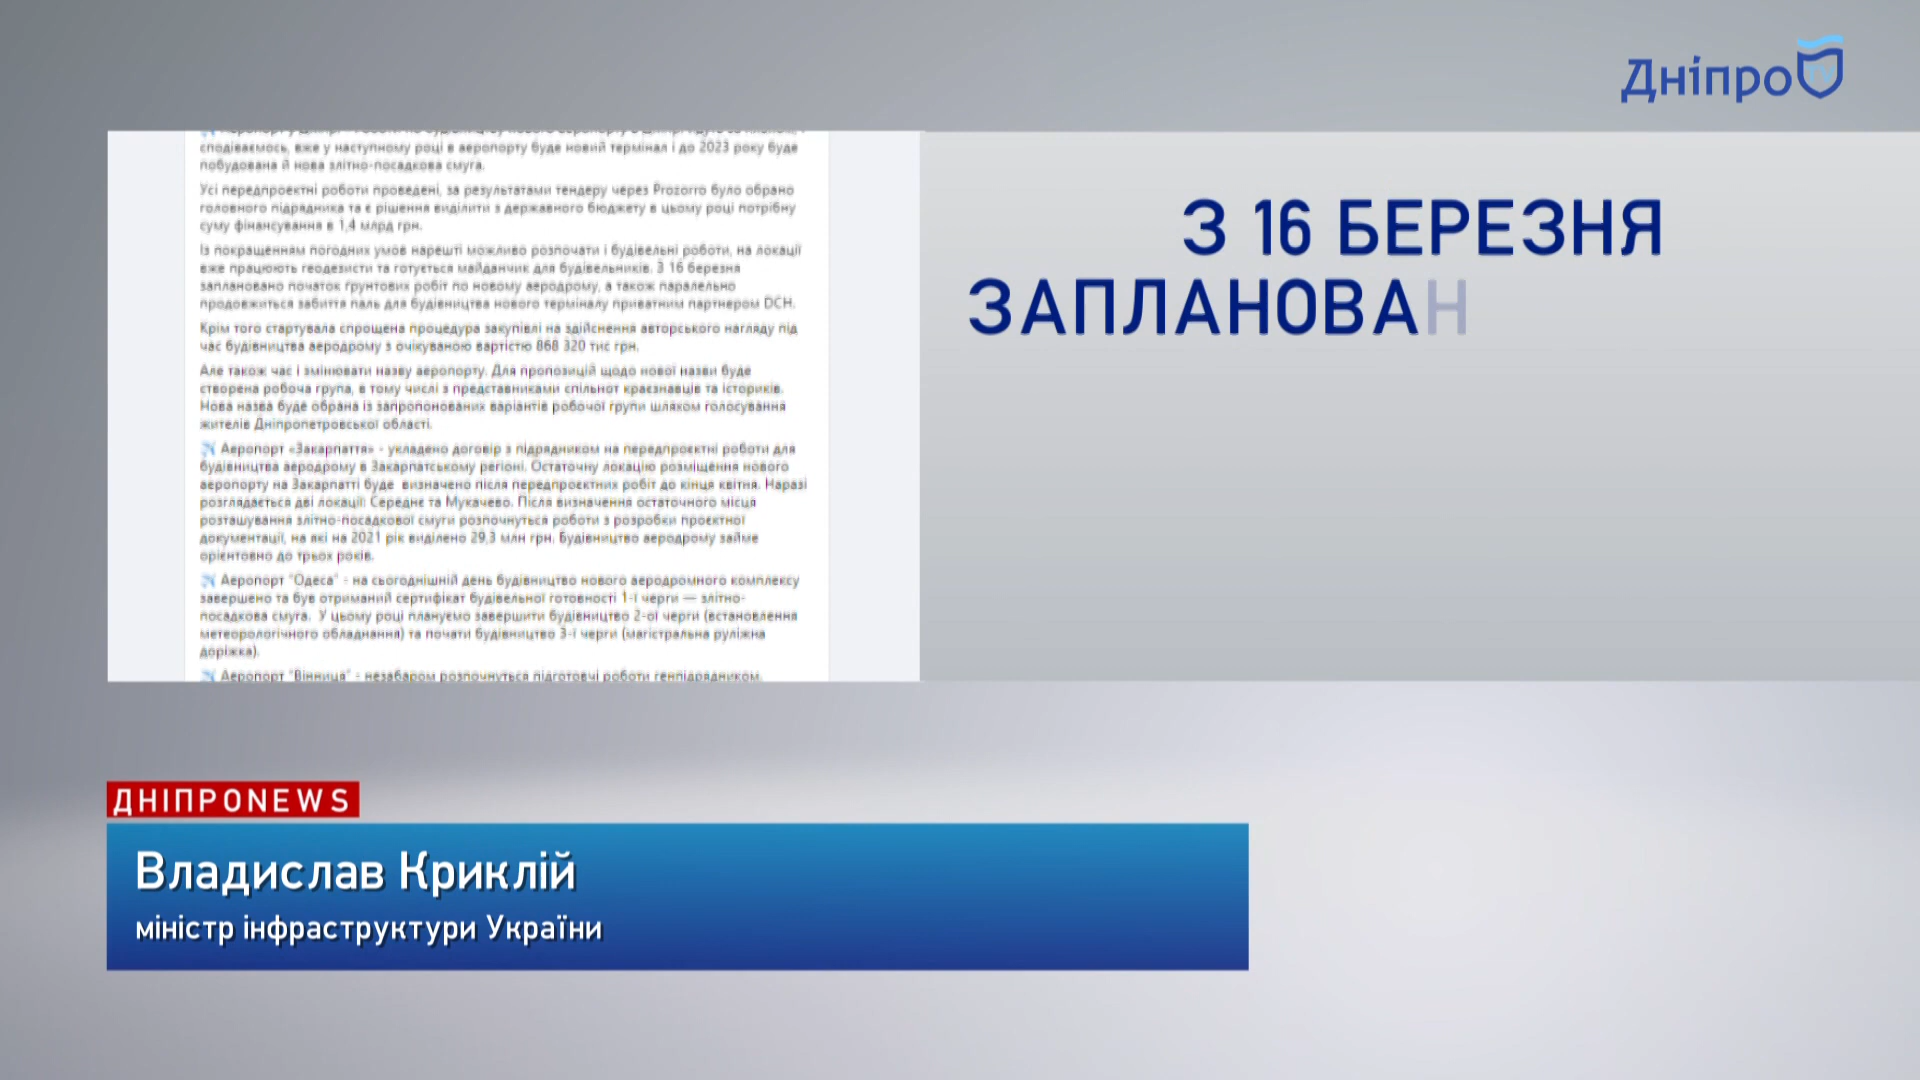 Дніпро
TV
сподіваємось, вже у наступному році в аеропорту буде новий термінал і до 2023 року буде
побудована й нова злітно-посадкова смуга.
Усі передпроектні роботи проведені, за результатами тендеру через Prozorro було обрано
головного підрядника та є рішення виділити з державного бюджету в цьому році потрібну
суму фінансування в 1,4 млрд грн.
Із покращенням погодних умов нарешті можливо розпочати і будівельні роботи, на локації
вже працюють геодезисти та готується майданчик для будівельників. З 16 березня
заплановано початок ґрунтових робіт по новому аеродрому, а також паралельно
продовжиться забиття паль для будівництва нового терміналу приватним партнером DCH.
Крім того стартувала спрощена процедура закупівлі на здійснення авторського нагляду під
час будівництва аеродрому з очікуваною вартістю 868 320 тис грн.
Але також час і змінювати назву аеропорту. Для пропозицій щодо нової назви буде
створена робоча група, в тому числі з представниками спільнот краєзнавців та істориків.
Нова назва буде обрана із запропонованих варіантів робочої групи шляхом голосування
жителів Дніпропетровської області.
Аеропорт «Закарпаття» - укладено договір з підрядником на передпроєктні роботи для
будівництва аеродрому в Закарпатському регіоні. Остаточну локацію розміщення нового
аеропорту на Закарпатті буде визначено після передпроєктних робіт до кінця квітня. Наразі
розглядається дві локації: Середнє та Мукачево. Після визначення остаточного місця
розташування злітно-посадкової смуги розпочнуться роботи з розробки проєктної
документації, на які на 2021 рік виділено 29,3 млн грн. Будівництво аеродрому займе
орієнтовно до трьох років.
Аеропорт "Одеса" - на сьогоднішній день будівництво нового аеродромного комплексу
завершено та був отриманий сертифікат будівельної готовності 1-ї черги — злітно-
посадкова смуга. У цьому році плануємо завершити будівництво 2-ої черги (встановлення
метеорологічного обладнання) та почати будівництво 3-ї черги (магістральна руліжна
доріжка).
Аеропорт "Вінниця" - незабаром розпочнуться підготовчі роботи генпідрядником.
З 16 БЕРЕЗНЯ
ЗАПЛАНОВАН
ДНІПРОNEWS
Владислав Криклій
міністр інфраструктури України